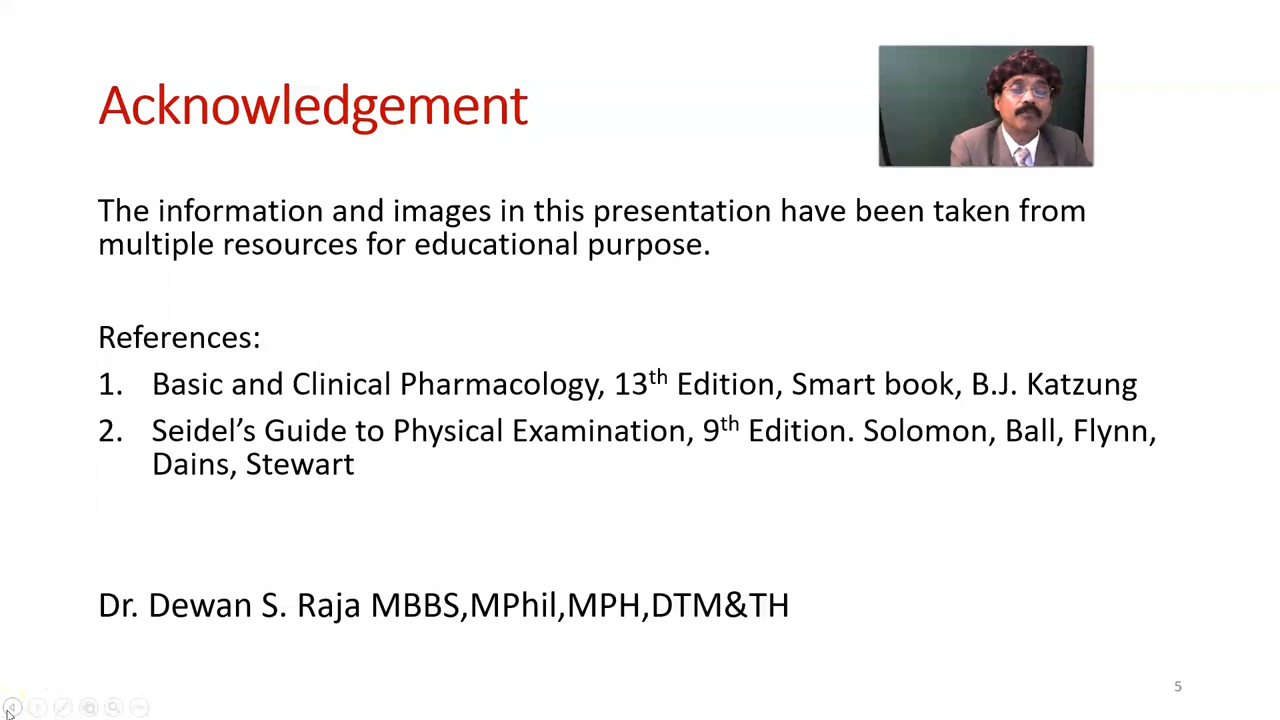 Acknowledgement
The information and images in this presentation have been taken from
multiple resources for educational purpose.
References:
1. Basic and Clinical Pharmacology, 13th Edition, Smart book, B.J. Katzung
2. Seidel’s Guide to Physical Examination, 9th Edition. Solomon, Ball, Flynn,
Dains, Stewart
Dr. Dewan S. Raja MBBS,MPhil,MPH,DTM&TH
5